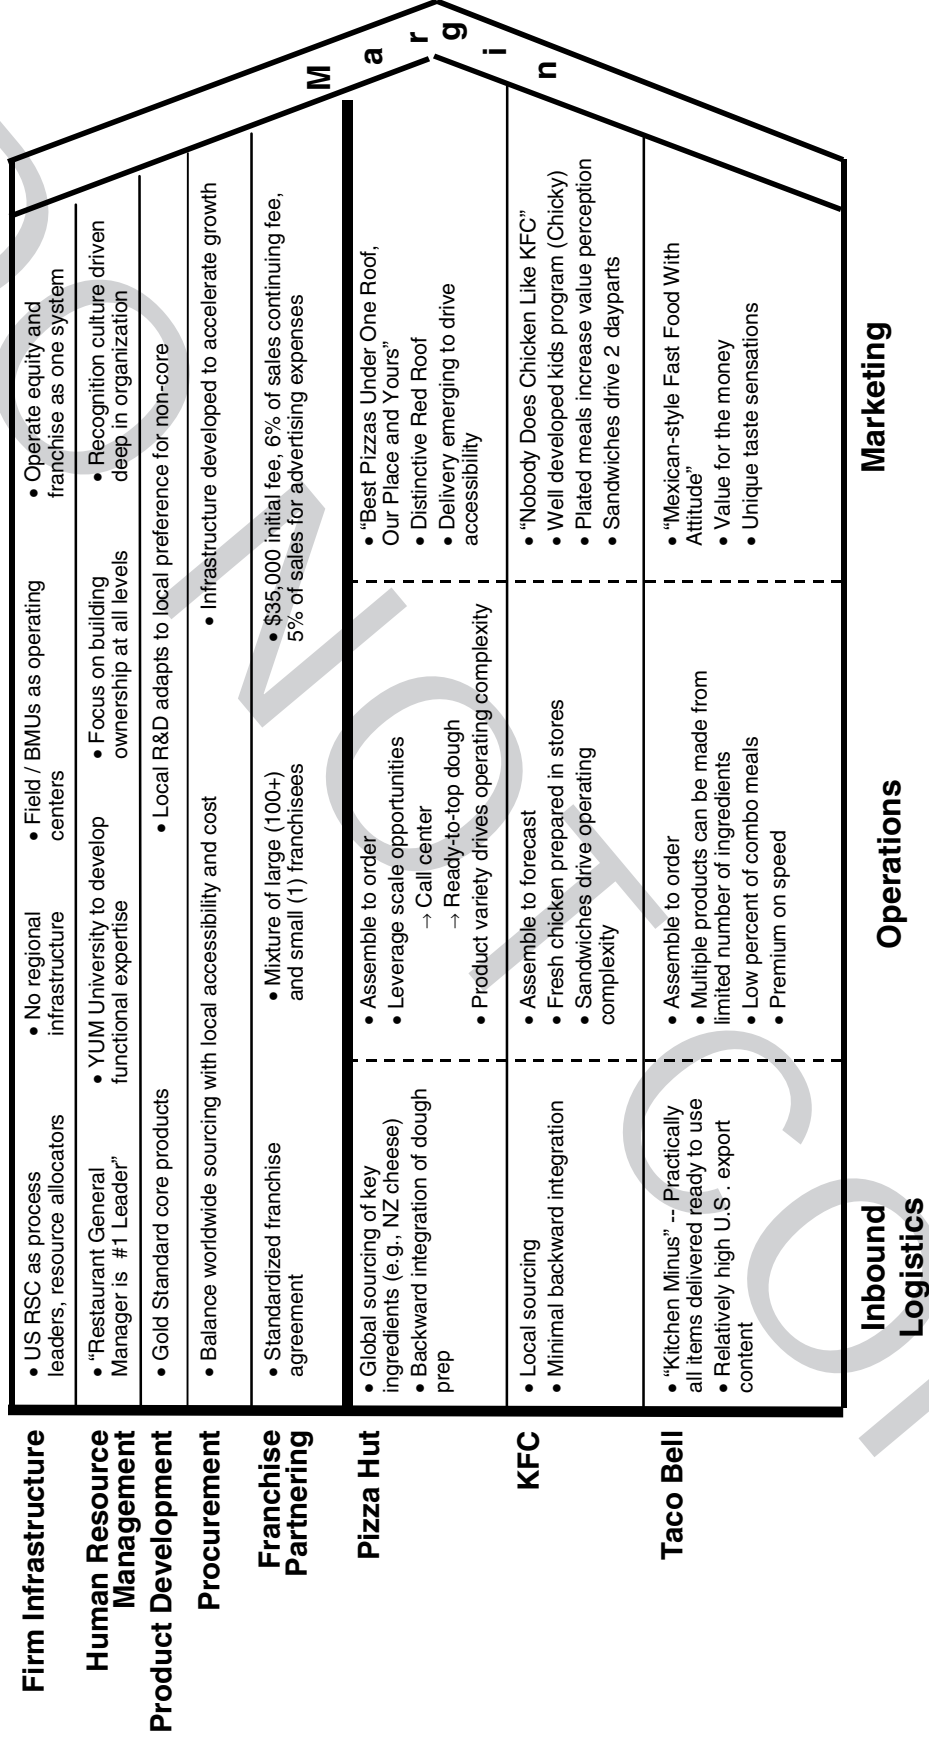 Firm Infrastructure
• US RSC as process
leaders, resource allocators
• No regional
infrastructure
• Field / BMUs as operating
centers
• Operate equity and
franchise as one system
Human Resource
Management
• “Restaurant General
Manager is #1 Leader”
• YUM University to develop
functional expertise
• Focus on building
ownership at all levels
• Recognition culture driven
deep in organization
Product Development
• Gold Standard core products
• Local R&D adapts to local preference for non-core
Procurement
• Balance worldwide sourcing with local accessibility and cost
• Infrastructure developed to accelerate growth
Franchise
Partnering
• Standardized franchise
agreement
• Mixture of large (100+)
and small (1) franchisees
• $35,000 initial fee, 6% of sales continuing fee,
5% of sales for advertising expenses
Margin
Pizza Hut
• Global sourcing of key
ingredients (e.g., NZ cheese)
• Backward integration of dough
prep
• Assemble to order
• Leverage scale opportunities
→ Call center
→ Ready-to-top dough
• Product variety drives operating complexity
• “Best Pizzas Under One Roof,
Our Place and Yours”
• Distinctive Red Roof
• Delivery emerging to drive
accessibility
KFC
• Local sourcing
• Minimal backward integration
• Assemble to forecast
• Fresh chicken prepared in stores
• Sandwiches drive operating
complexity
• “Nobody Does Chicken Like KFC”
• Well developed kids program (Chicky)
• Plated meals increase value perception
• Sandwiches drive 2 dayparts
Taco Bell
• “Kitchen Minus” -- Practically
all items delivered ready to use
• Relatively high U.S . export
content
• Assemble to order
• Multiple products can be made from
limited number of ingredients
• Low percent of combo meals
• Premium on speed
• “Mexican-style Fast Food With
Attitude”
• Value for the money
• Unique taste sensations
Inbound
Logistics
Operations
Marketing
DO NOT CO